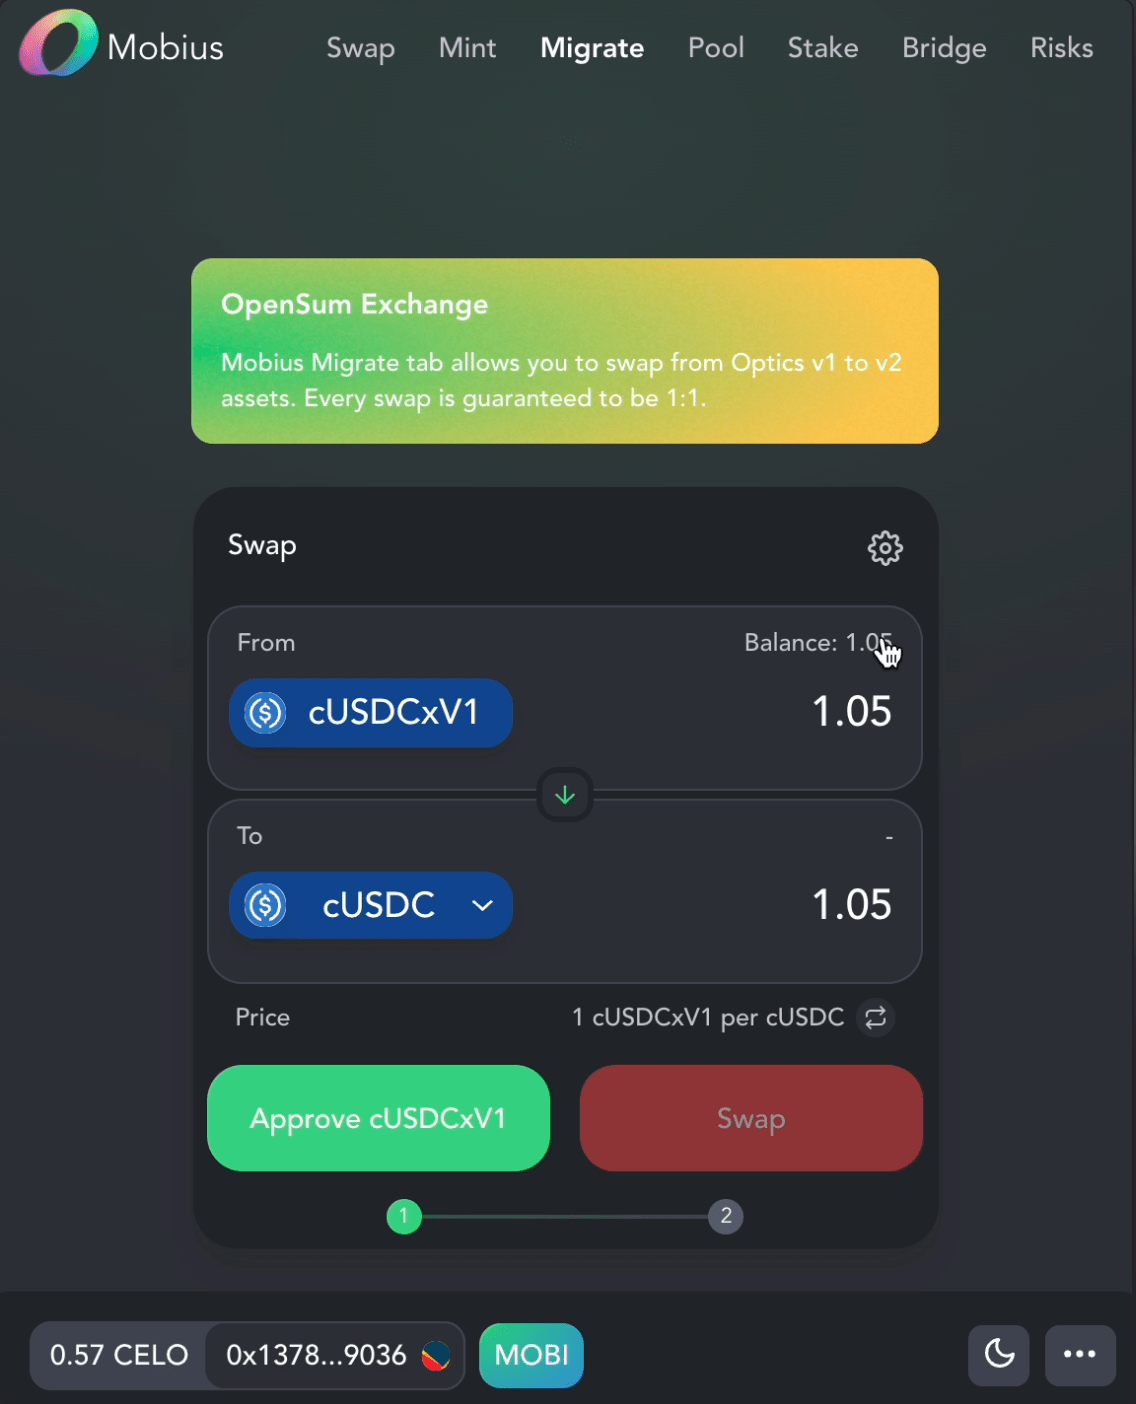 Mobius
Swap Mint Migrate Pool Stake Bridge Risks
OpenSum Exchange
Mobius Migrate tab allows you to swap from Optics v1 to v2
assets. Every swap is guaranteed to be 1:1.
Swap
From
Balance: 1.05
cUSDCxV1
1.05
To
-
cUSDC
1.05
Price
1 cUSDCxV1 per cUSDC
Approve cUSDCxV1
Swap
1
2
0.57 CELO
0x1378...9036
MOBI